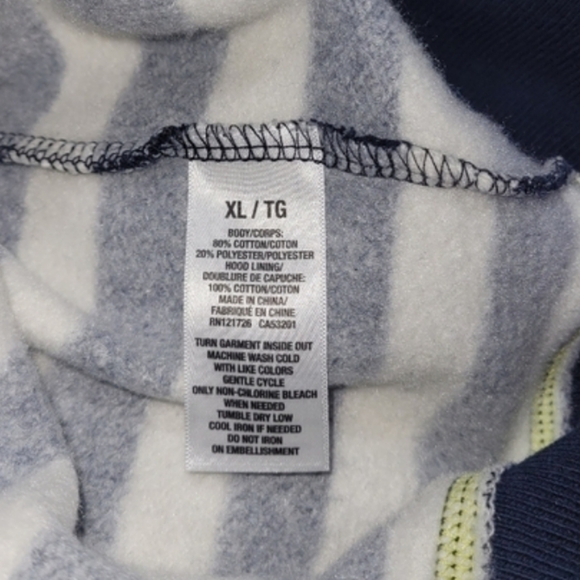 XL / TG
BODY/CORPS:
80% COTTON/COTON
20% POLYESTER/POLYESTER
HOOD LINING/
DOUBLURE DE CAPUCHE:
100% COTTON/COTON
MADE IN CHINA/
FABRIQUÉ EN CHINE
RN121726 CA53201
TURN GARMENT INSIDE OUT
MACHINE WASH COLD
WITH LIKE COLORS
GENTLE CYCLE
ONLY NON-CHLORINE BLEACH
WHEN NEEDED
TUMBLE DRY LOW
COOL IRON IF NEEDED
DO NOT IRON
ON EMBELLISHMENT